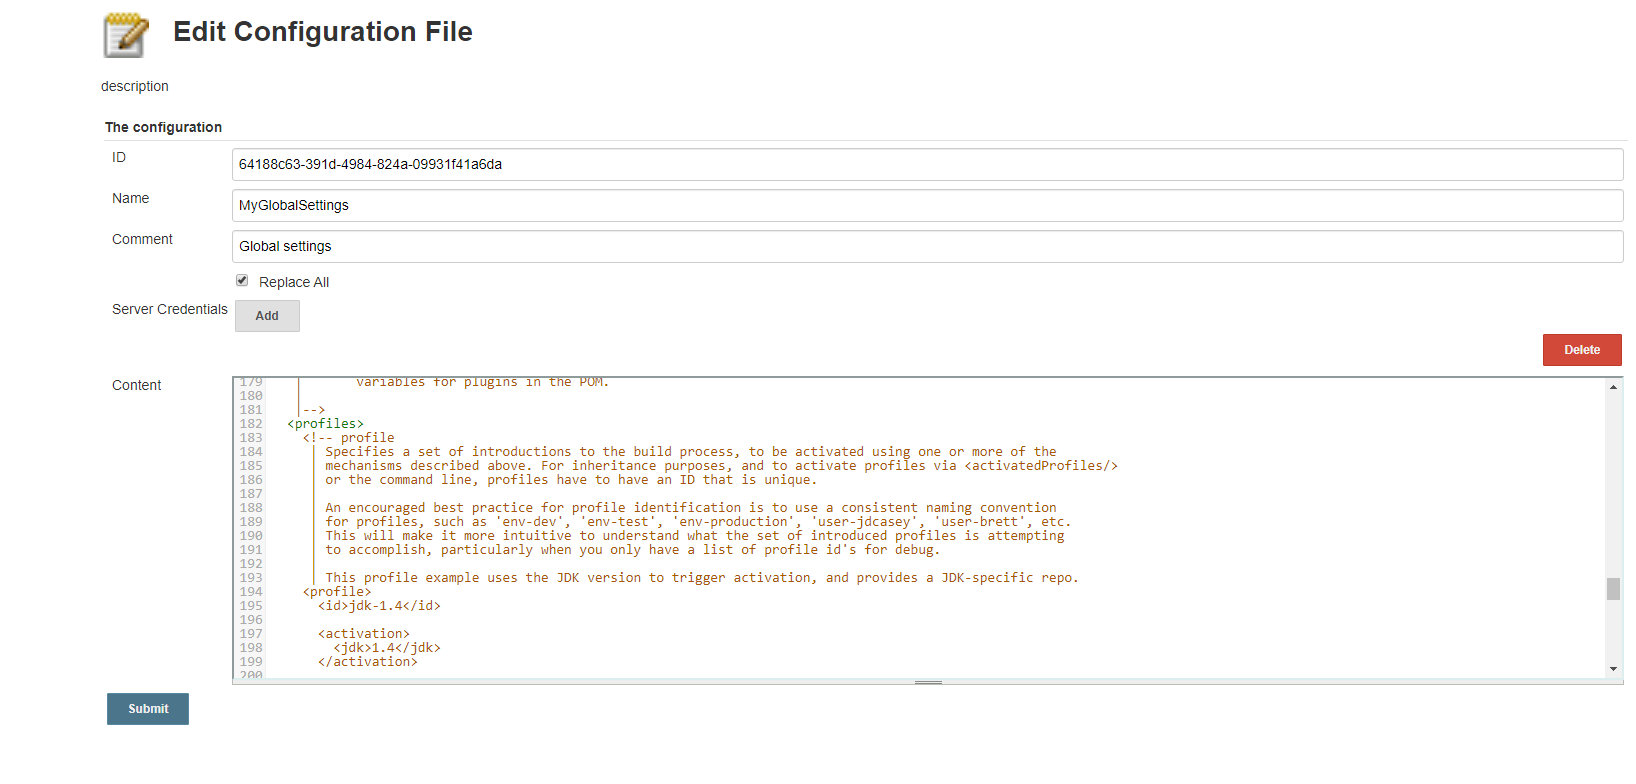 Edit Configuration File
description
The configuration
ID
64188c63-391d-4984-824a-09931f41a6da
Name
MyGlobalSettings
Comment
Global settings
Replace All
Server Credentials
Add
Delete
Content
179 variables for plugins in the POM.
180 |
181 |-->
182 <profiles>
183 <!-- profile
184 | Specifies a set of introductions to the build process, to be activated using one or more of the
185 | mechanisms described above. For inheritance purposes, and to activate profiles via <activatedProfiles/>
186 | or the command line, profiles have to have an ID that is unique.
187 |
188 | An encouraged best practice for profile identification is to use a consistent naming convention
189 | for profiles, such as 'env-dev', 'env-test', 'env-production', 'user-jdcasey', 'user-brett', etc.
190 | This will make it more intuitive to understand what the set of introduced profiles is attempting
191 | to accomplish, particularly when you only have a list of profile id's for debug.
192 |
193 | This profile example uses the JDK version to trigger activation, and provides a JDK-specific repo.
194 <profile>
195 <id>jdk-1.4</id>
196
197 <activation>
198 <jdk>1.4</jdk>
199 </activation>
200
Submit